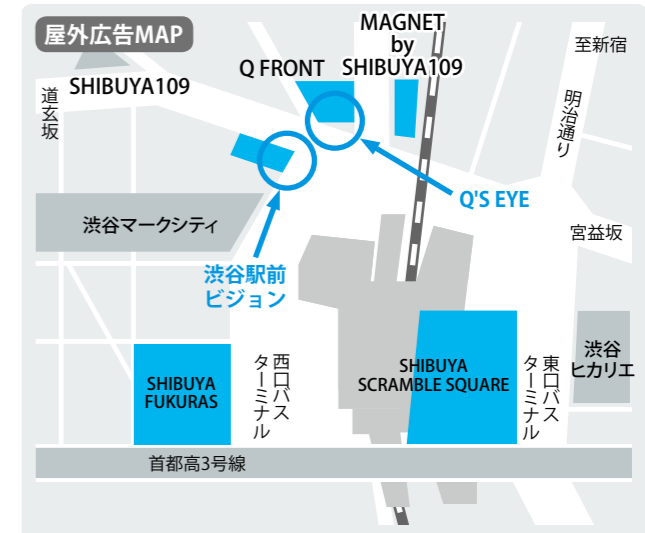 屋外広告MAP
MAGNET
by
SHIBUYA109
至新宿
SHIBUYA109
Q FRONT
道玄坂
明治通り
Q'S EYE
渋谷マークシティ
宮益坂
渋谷駅前
ビジョン
SHIBUYA
FUKURAS
西口バス
ターミナル
SHIBUYA
SCRAMBLE SQUARE
東口バス
ターミナル
渋谷
ヒカリエ
首都高3号線